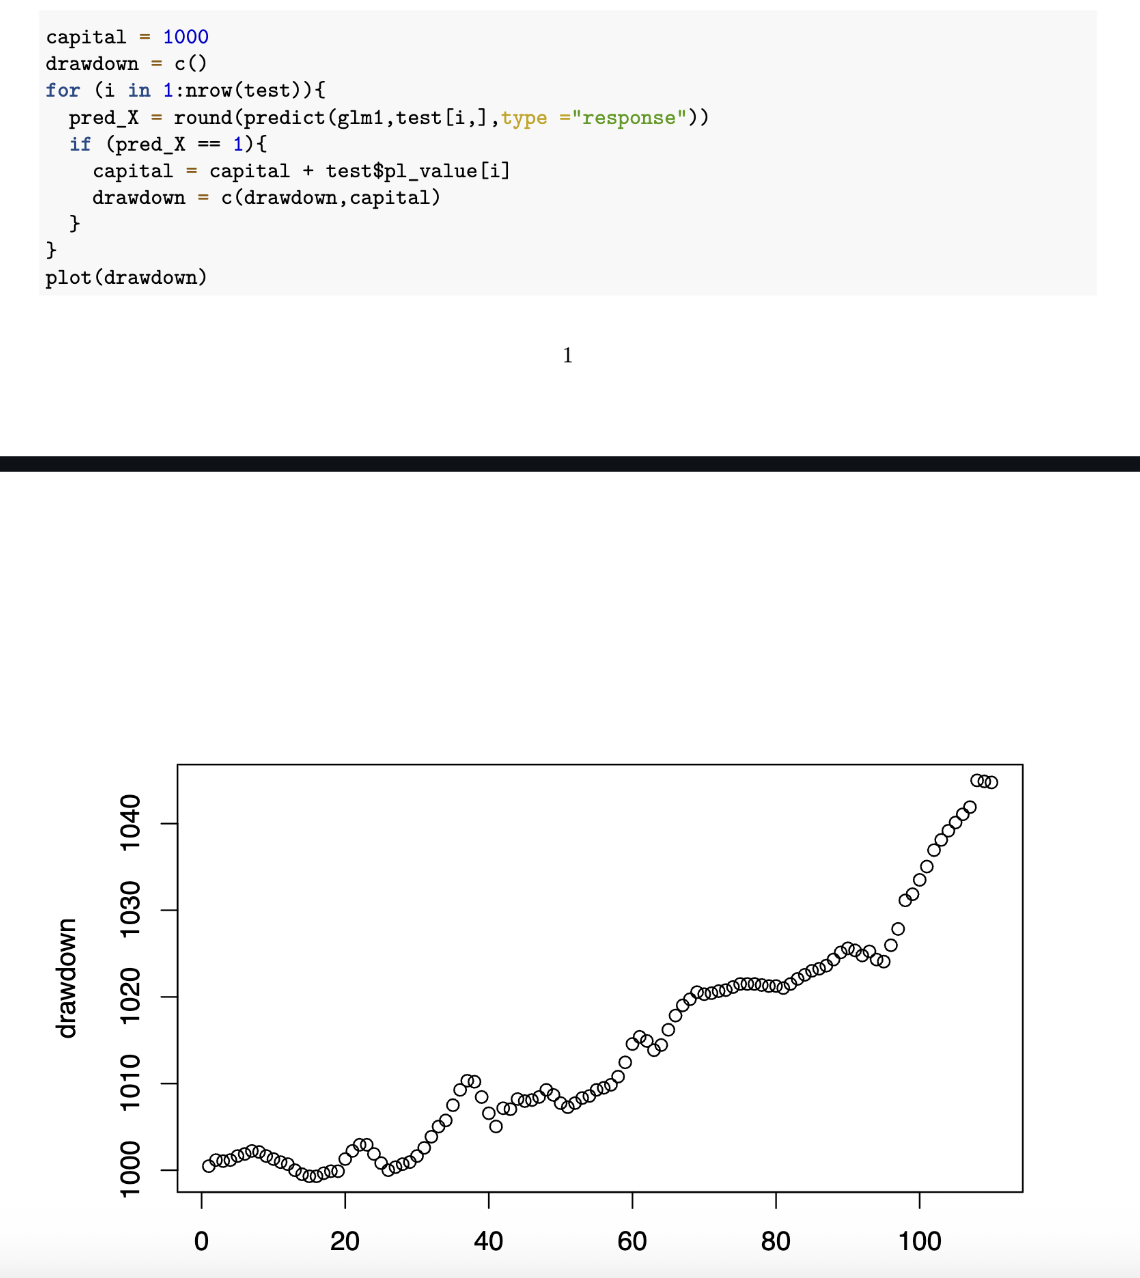 capital = 1000
drawdown = c()
for (i in 1:nrow(test)){
  pred_X = round(predict(glm1,test[i,],type ="response"))
  if (pred_X == 1){
    capital = capital + test$pl_value[i]
    drawdown = c(drawdown,capital)
  }
}
plot(drawdown)
1
drawdown
1040
1030
1020
1010
1000
0 20 40 60 80 100